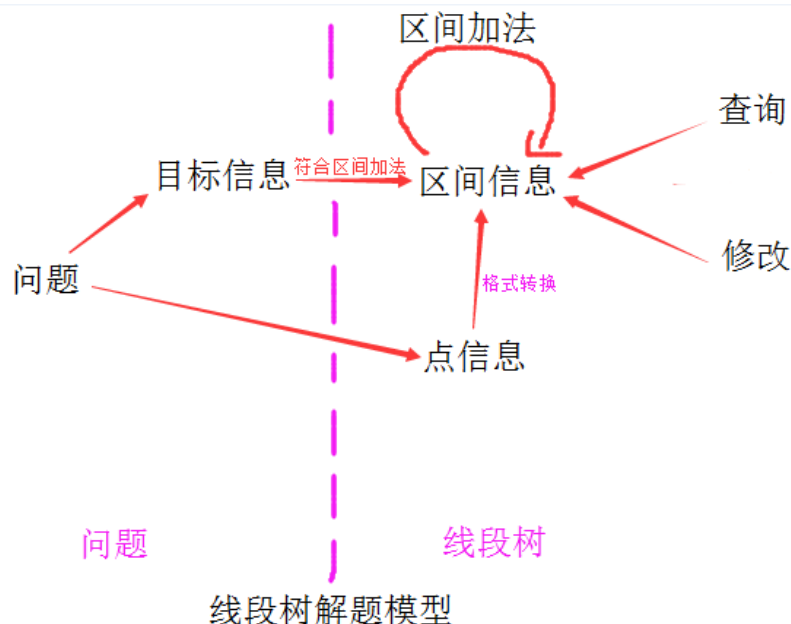 区间加法
查询
符合区间加法
目标信息
区间信息
修改
问题
格式转换
点信息
问题
线段树
线段树解题模型